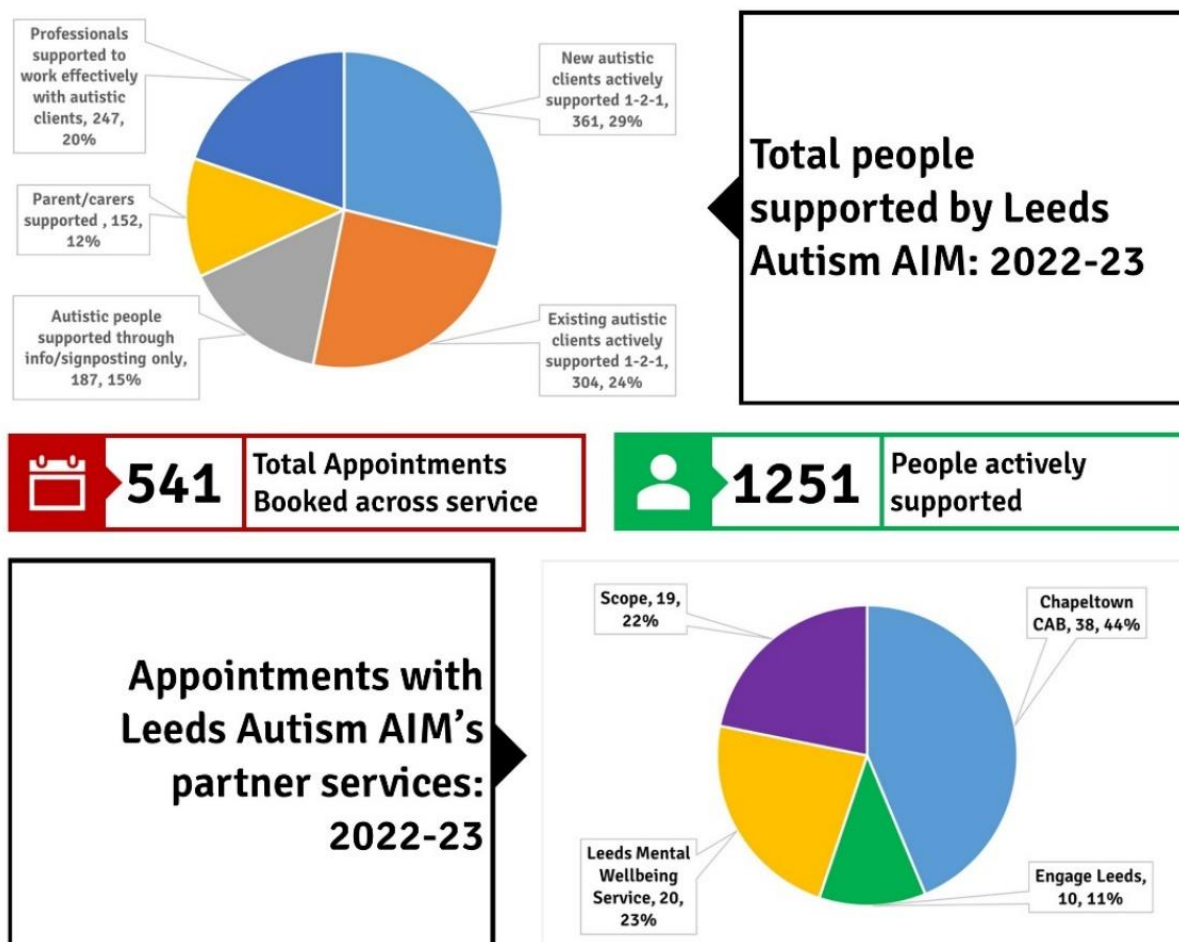 Professionals
supported to
work effectively
with autistic
clients, 247,
20%
New autistic
clients actively
supported 1-2-1,
361, 29%
Parent/carers
supported , 152,
12%
Autistic people
supported through
info/signposting only,
187, 15%
Existing autistic
clients actively
supported 1-2-1,
304, 24%
Total people
supported by Leeds
Autism AIM: 2022-23
541
Total Appointments
Booked across service
1251
People actively
supported
Appointments with
Leeds Autism AIM’s
partner services:
2022-23
Scope, 19,
22%
Chapeltown
CAB, 38, 44%
Leeds Mental
Wellbeing
Service, 20,
23%
Engage Leeds,
10, 11%